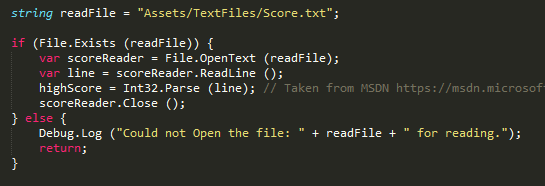 string readFile = "Assets/TextFiles/Score.txt";
if (File.Exists (readFile)) {
var scoreReader = File.OpenText (readFile);
var line = scoreReader.ReadLine ();
highScore = Int32.Parse (line); // Taken from MSDN https://msdn.microsoft
scoreReader.Close ();
} else {
Debug.Log ("Could not Open the file: " + readFile + " for reading.");
return;
}